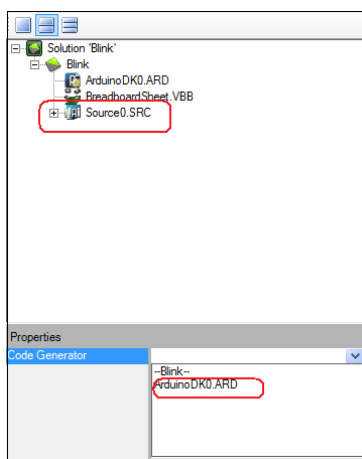 Solution 'Blink'
Blink
ArduinoDK0.ARD
BreadboardSheet.VBB
Source0.SRC
Properties
Code Generator
--Blink--
ArduinoDK0.ARD